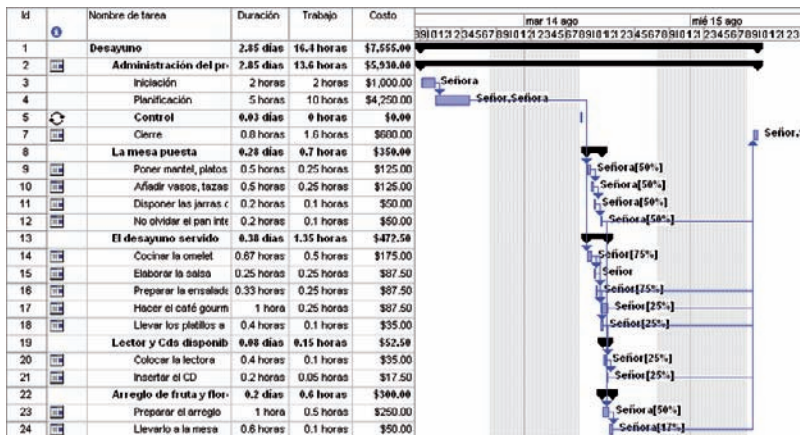 Id Nombre de tarea Duración Trabajo Costo mar 14 ago mié 15 ago
1 Desayuno 2.85 días 16.4 horas $7,555.00
2 Administración del pr 2.85 días 13.6 horas $5,930.00
3 Iniciación 2 horas 2 horas $1,000.00 Señora
4 Planificación 5 horas 10 horas $4,250.00 Señor,Señora
5 Control 0.03 días 0 horas $0.00
7 Cierre 0.8 horas 1.6 horas $680.00 Señor,
8 La mesa puesta 0.28 días 0.7 horas $350.00
9 Poner mantel, platos 0.5 horas 0.25 horas $125.00 Señora[50%]
10 Añadir vasos, tazas 0.5 horas 0.25 horas $125.00 Señora[50%]
11 Disponer las jarras 0.2 horas 0.1 horas $50.00 Señora[50%]
12 No olvidar el pan inte 0.2 horas 0.1 horas $50.00 Señora[50%]
13 El desayuno servido 0.38 días 1.35 horas $472.50
14 Cocinar la omelet 0.67 horas 0.5 horas $175.00 Señor[75%]
15 Elaborar la salsa 0.25 horas 0.25 horas $87.50 Señor
16 Preparar la ensalada 0.33 horas 0.25 horas $87.50 Señor[75%]
17 Hacer el café gourm 1 hora 0.25 horas $87.50 Señor[25%]
18 Llevar los platillos a 0.4 horas 0.1 horas $35.00 Señor[25%]
19 Lector y Cds disponib 0.08 días 0.15 horas $52.50
20 Colocar la lectora 0.4 horas 0.1 horas $35.00 Señor[25%]
21 Insertar el CD 0.2 horas 0.05 horas $17.50 Señor[25%]
22 Arreglo de fruta y flor 0.2 días 0.6 horas $300.00
23 Preparar el arreglo 1 hora 0.5 horas $250.00 Señora[50%]
24 Llevarlo a la mesa 0.6 horas 0.1 horas $50.00 Señora[17%]